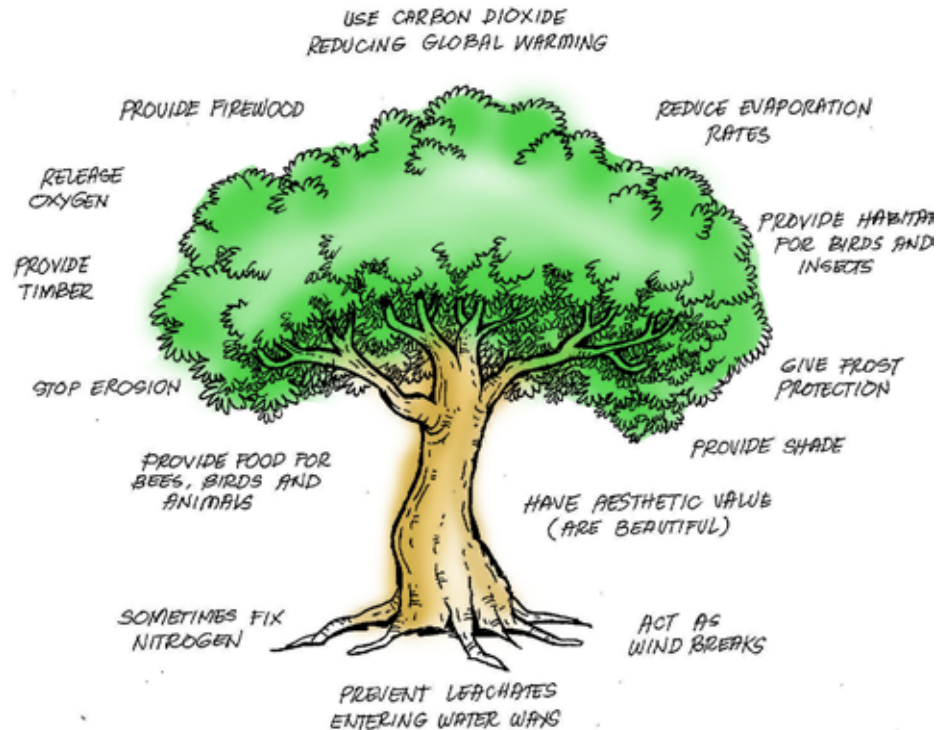 USE CARBON DIOXIDE
REDUCING GLOBAL WARMING
PROVIDE FIREWOOD
REDUCE EVAPORATION
RATES
RELEASE
OXYGEN
PROVIDE HABITAT
FOR BIRDS AND
INSECTS
PROVIDE
TIMBER
STOP EROSION
GIVE FROST
PROTECTION
PROVIDE SHADE
PROVIDE FOOD FOR
BEES, BIRDS AND
ANIMALS
HAVE AESTHETIC VALUE
(ARE BEAUTIFUL)
SOMETIMES FIX
NITROGEN
ACT AS
WIND BREAKS
PREVENT LEACHATES
ENTERING WATER WAYS